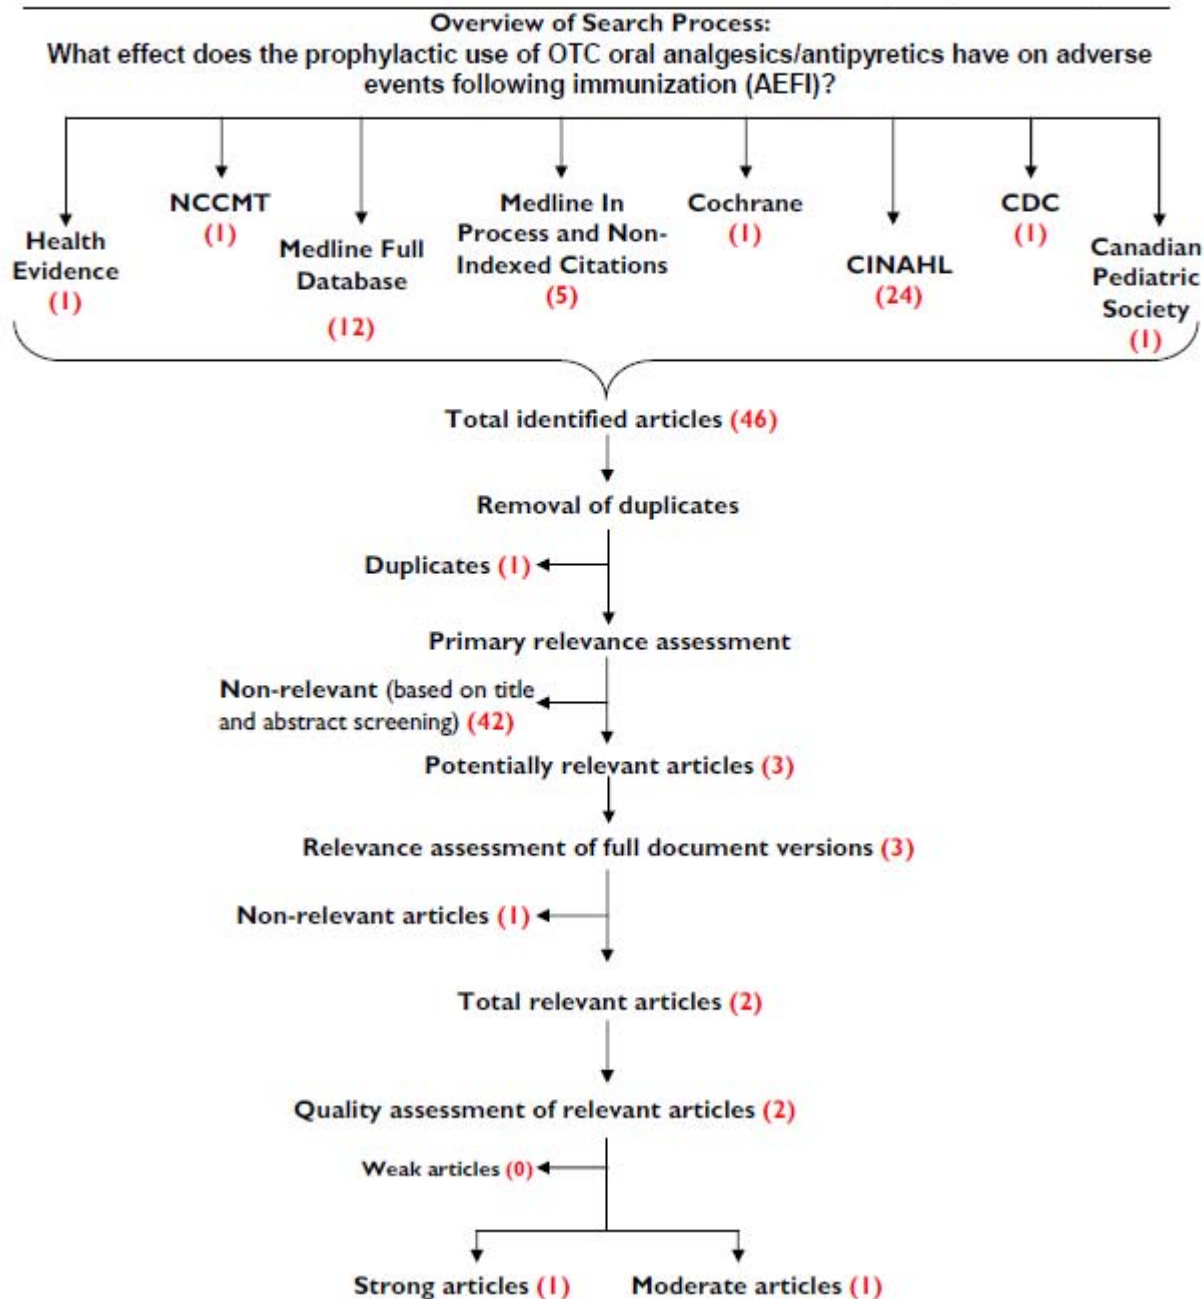 Overview of Search Process:
What effect does the prophylactic use of OTC oral analgesics/antipyretics have on adverse
events following immunization (AEFI)?
Health
Evidence
(1)
NCCMT
(1)
Medline Full
Database
(12)
Medline In
Process and Non-
Indexed Citations
(5)
Cochrane
(1)
CINAHL
(24)
CDC
(1)
Canadian
Pediatric
Society
(1)
Total identified articles (46)
Removal of duplicates
Duplicates (1)
Primary relevance assessment
Non-relevant (based on title
and abstract screening) (42)
Potentially relevant articles (3)
Relevance assessment of full document versions (3)
Non-relevant articles (1)
Total relevant articles (2)
Quality assessment of relevant articles (2)
Weak articles (0)
Strong articles (1)
Moderate articles (1)